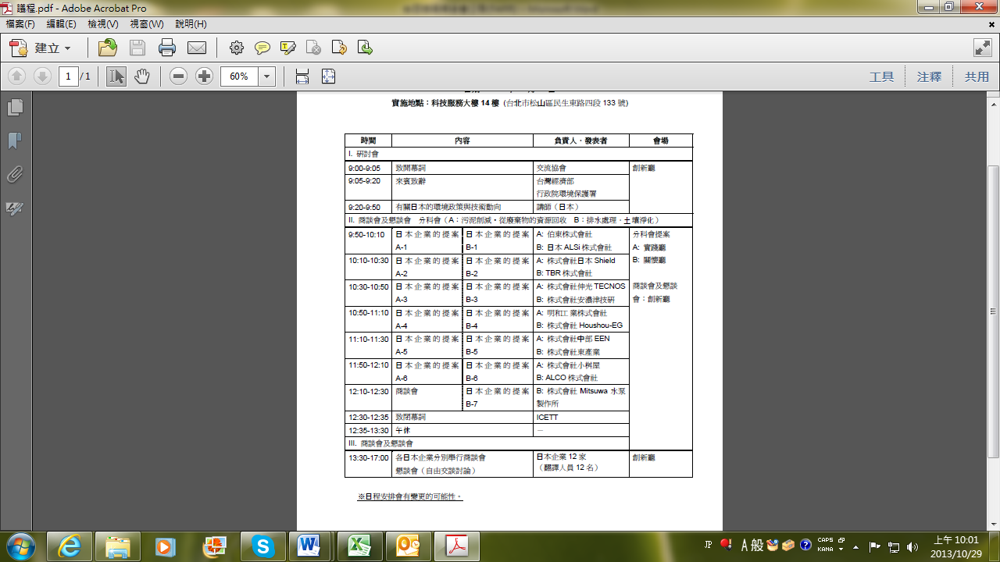 議程.pdf - Adobe Acrobat Pro
檔案(F) 編輯(E) 檢視(V) 視窗(W) 說明(H)
建立
1 / 1 60% 工具 注釋 共用
實施地點：科技服務大樓 14 樓 (台北市松山區民生東路四段 133 號)
時間 內容 負責人・發表者 會場
I. 研討會
9:00-9:05 致開幕詞 交流協會 創新廳
9:05-9:20 來賓致辭 台灣經濟部
行政院環境保護署
9:20-9:50 有關日本的環境政策與技術動向 講師（日本）
II. 商談會及懇談會 分科會（A：污泥削減・從廢棄物的資源回收 B：排水處理・土壤淨化）
9:50-10:10 日本企業的提案 日本企業的提案 A: 伯東株式會社 分科會提案
A-1 B-1 B: 日本 ALSi 株式會社 A: 實踐廳
10:10-10:30 日本企業的提案 日本企業的提案 A: 株式會社日本 Shield B: 關懷廳
A-2 B-2 B: TBR 株式會社
10:30-10:50 日本企業的提案 日本企業的提案 A: 株式會社伸光 TECNOS 商談會及懇談
A-3 B-3 B: 株式會社安濃津技研 會：創新廳
10:50-11:10 日本企業的提案 日本企業的提案 A: 明和工業株式會社
A-4 B-4 B: 株式會社 Houshou-EG
11:10-11:30 日本企業的提案 日本企業的提案 A: 株式會社中部 EEN
A-5 B-5 B: 株式會社東產業
11:50-12:10 日本企業的提案 日本企業的提案 A: 株式會社小桝屋
A-6 B-6 B: ALCO 株式會社
12:10-12:30 商談會 日本企業的提案 B: 株式會社 Mitsuwa 水泵
B-7 製作所
12:30-12:35 致閉幕詞 ICETT
12:35-13:30 午休 －
III. 商談會及懇談會
13:30-17:00 各日本企業分別舉行商談會 日本企業 12 家 創新廳
懇談會（自由交談討論） （翻譯人員 12 名）
※日程安排會有變更的可能性。
JP A 般 CAPS KANA 上午 10:01
2013/10/29